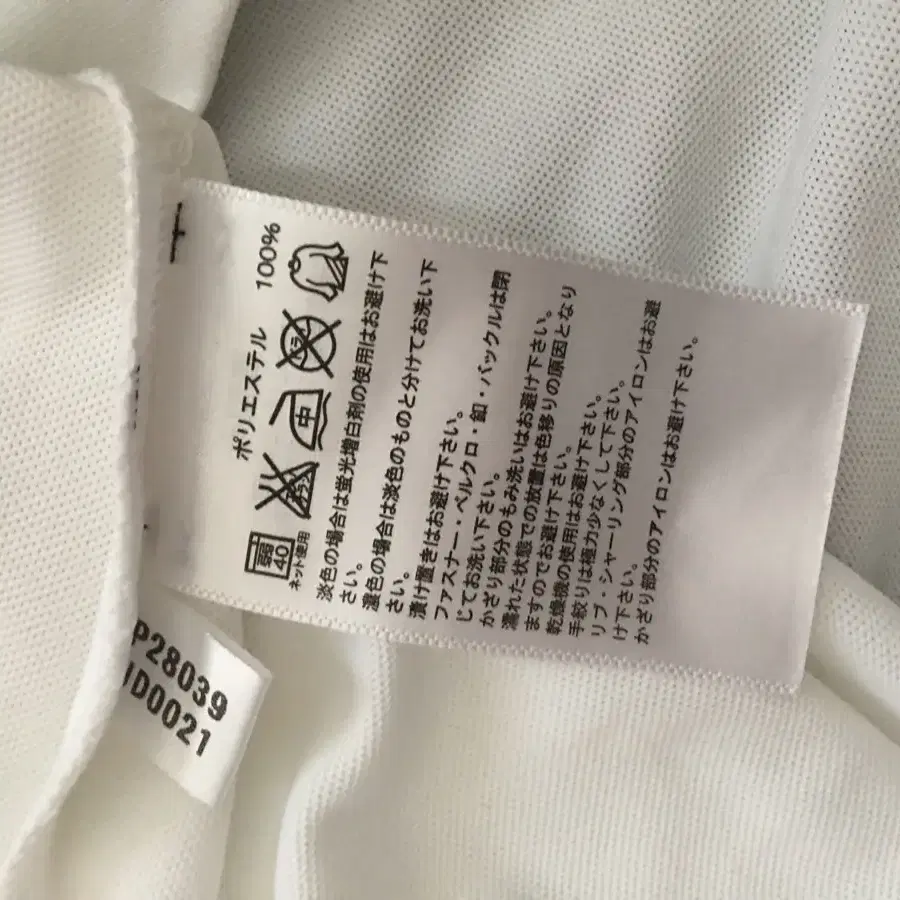 ポリエステル 100%
弱 40 中 ドライ
ネット使用
淡色の場合は蛍光増白剤の使用はお避け下
さい。
濃色の場合は淡色のものと分けてお洗い下
さい。
漬け置きはお避け下さい。
ファスナー・ベルクロ・釦・バックルは閉
じてお洗い下さい。
かざり部分のもみ洗いはお避け下さい。
濡れた状態での放置は色移りの原因となり
ますのでお避け下さい。
乾燥機の使用はお避け下さい。
手絞りは極力少なくして下さい。
リブ・シャーリング部分のアイロンはお避
け下さい。
かざり部分のアイロンはお避け下さい。
P28039
D0021